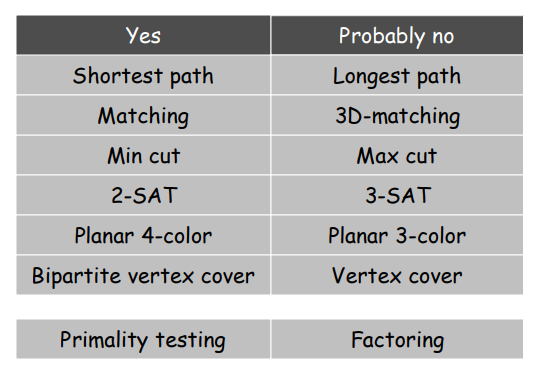 Yes Probably no
Shortest path Longest path
Matching 3D-matching
Min cut Max cut
2-SAT 3-SAT
Planar 4-color Planar 3-color
Bipartite vertex cover Vertex cover
Primality testing Factoring